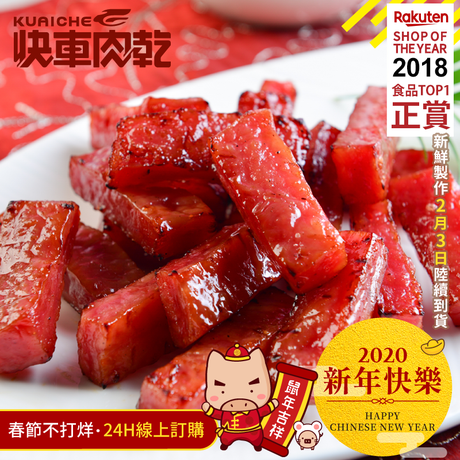 KUAICHE
快車肉乾
Rakuten
SHOP OF
THE YEAR
2018
食品TOP1
正賞
新鮮製作2月3日陸續到貨
2020
新年快樂
HAPPY
CHINESE NEW YEAR
鼠年吉祥
春節不打烊·24H線上訂購